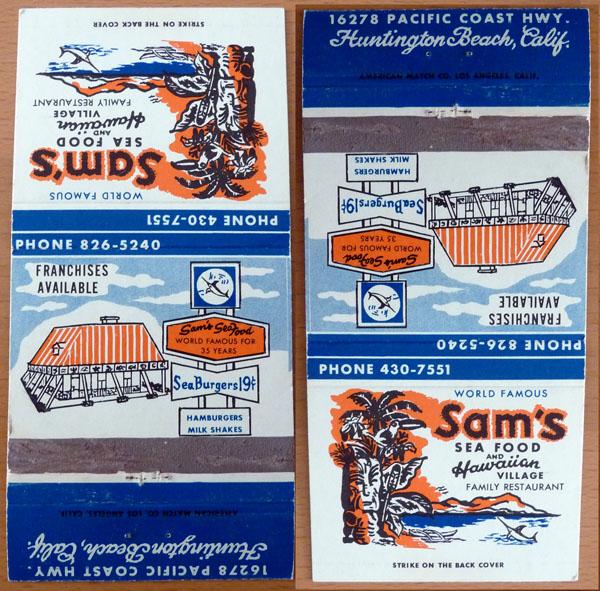 STRIKE ON THE BACK COVER
WORLD FAMOUS
Sam's
SEA FOOD
AND
Hawaiian
VILLAGE
FAMILY RESTAURANT
PHONE 430-7551
PHONE 826-5240
FRANCHISES
AVAILABLE
Sam's Sea Food
WORLD FAMOUS FOR
35 YEARS
SeaBurgers 19¢
HAMBURGERS
MILK SHAKES
AMERICAN MATCH CO. LOS ANGELES, CALIF.
Huntington Beach, Calif.
16278 PACIFIC COAST HWY.
16278 PACIFIC COAST HWY.
Huntington Beach, Calif.
AMERICAN MATCH CO. LOS ANGELES, CALIF.
HAMBURGERS
MILK SHAKES
SeaBurgers 19¢
Sam's Sea Food
WORLD FAMOUS FOR
35 YEARS
FRANCHISES
AVAILABLE
PHONE 826-5240
PHONE 430-7551
WORLD FAMOUS
Sam's
SEA FOOD
AND
Hawaiian
VILLAGE
FAMILY RESTAURANT
STRIKE ON THE BACK COVER